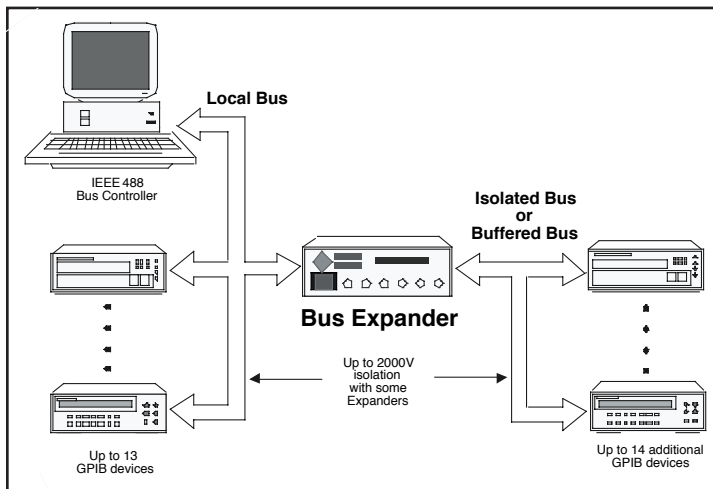 Local Bus
IEEE 488
Bus Controller
Isolated Bus
or
Buffered Bus
Bus Expander
Up to 2000V
isolation
with some
Expanders
Up to 13
GPIB devices
Up to 14 additional
GPIB devices